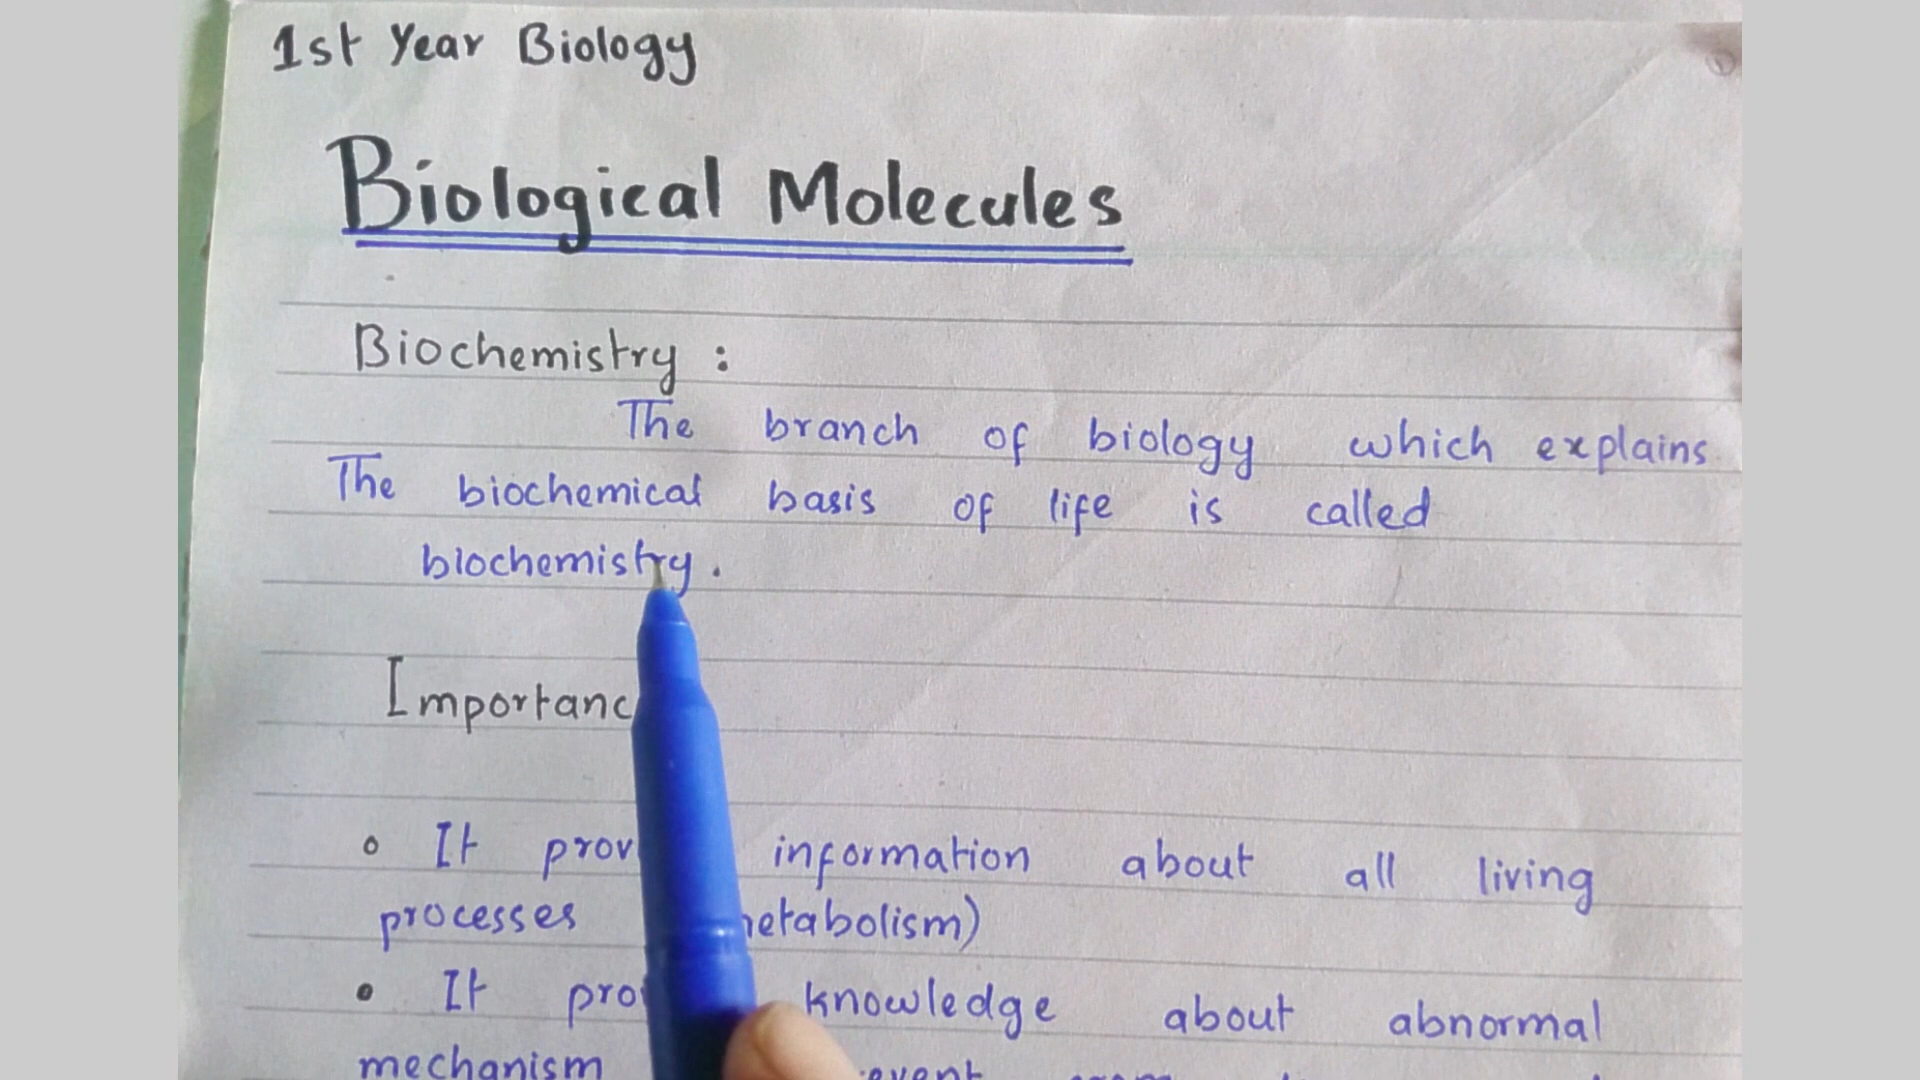 1st Year Biology
Biological Molecules
Biochemistry :
The branch of biology which explains
The biochemical basis of life is called
biochemistry.
Importanc
• It prov information about all living
processes metabolism)
• It pro knowledge about abnormal
mechanism